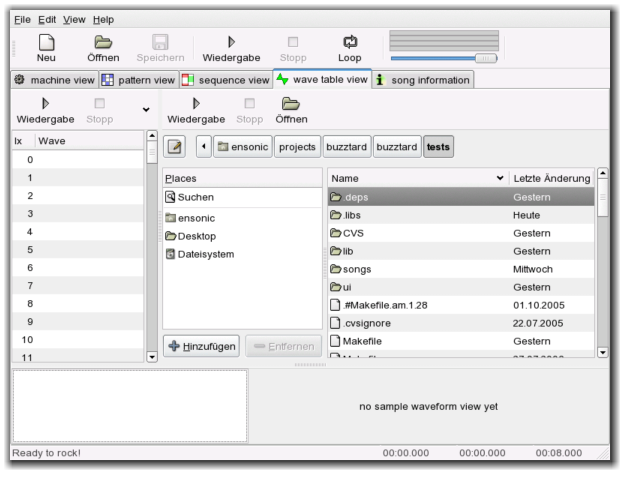 File Edit View Help
Neu Öffnen Speichern Wiedergabe Stopp Loop
machine view pattern view sequence view wave table view song information
Wiedergabe Stopp Wiedergabe Stopp Öffnen
Ix Wave
0
1
2
3
4
5
6
7
8
9
10
11
ensonic projects buzztard buzztard tests
Places
Suchen
ensonic
Desktop
Dateisystem
Hinzufügen Entfernen
Name Letzte Änderung
.deps Gestern
.libs Heute
CVS Gestern
lib Gestern
songs Mittwoch
ui Gestern
.#Makefile.am.1.28 01.10.2005
.cvsignore 22.07.2005
Makefile Gestern
no sample waveform view yet
Ready to rock! 00:00.000 00:00.000 00:08.000